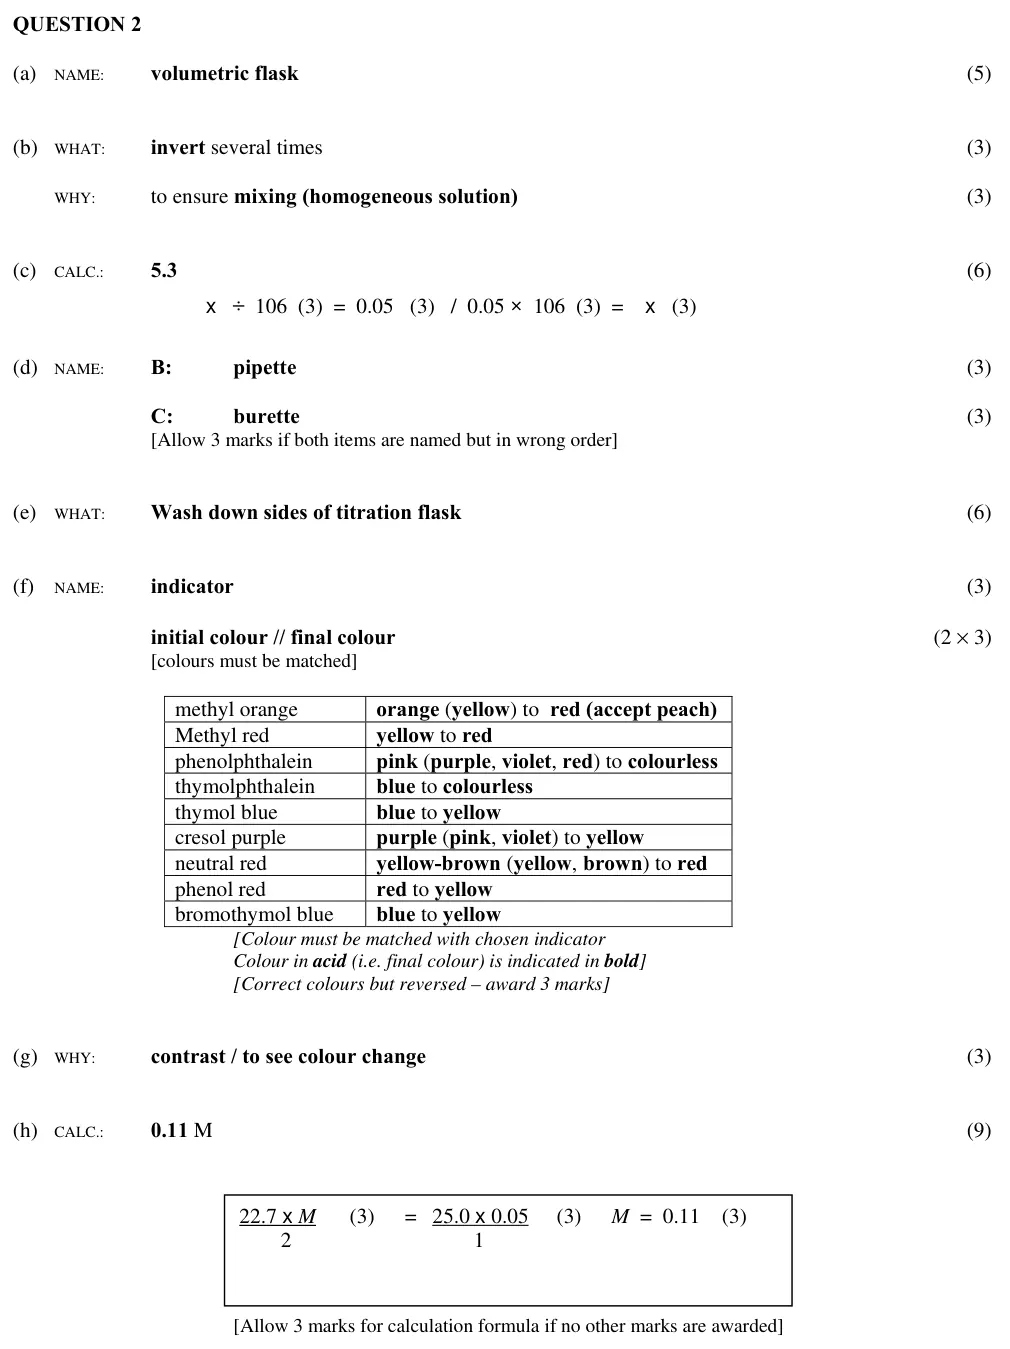 QUESTION 2
(a) NAME: volumetric flask (5)
(b) WHAT: invert several times (3)
WHY: to ensure mixing (homogeneous solution) (3)
(c) CALC.: 5.3 (6)
x ÷ 106 (3) = 0.05 (3) / 0.05 × 106 (3) = x (3)
(d) NAME: B: pipette (3)
C: burette (3)
[Allow 3 marks if both items are named but in wrong order]
(e) WHAT: Wash down sides of titration flask (6)
(f) NAME: indicator (3)
initial colour // final colour (2 × 3)
[colours must be matched]
methyl orange orange (yellow) to red (accept peach)
Methyl red yellow to red
phenolphthalein pink (purple, violet, red) to colourless
thymolphthalein blue to colourless
thymol blue blue to yellow
cresol purple purple (pink, violet) to yellow
neutral red yellow-brown (yellow, brown) to red
phenol red red to yellow
bromothymol blue blue to yellow
[Colour must be matched with chosen indicator
Colour in acid (i.e. final colour) is indicated in bold]
[Correct colours but reversed – award 3 marks]
(g) WHY: contrast / to see colour change (3)
(h) CALC.: 0.11 M (9)
22.7 x M (3) = 25.0 x 0.05 (3) M = 0.11 (3)
2 1
[Allow 3 marks for calculation formula if no other marks are awarded]